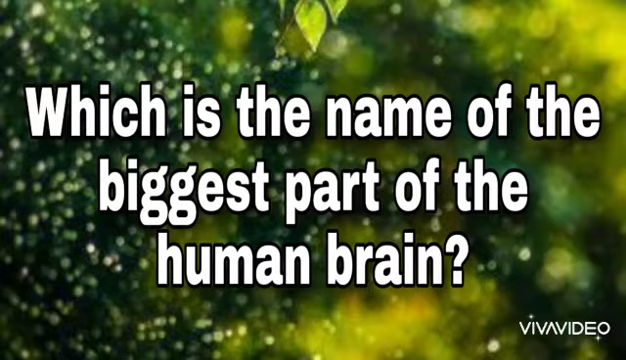 Which is the name of the
biggest part of the
human brain?
VIVAVIDEO